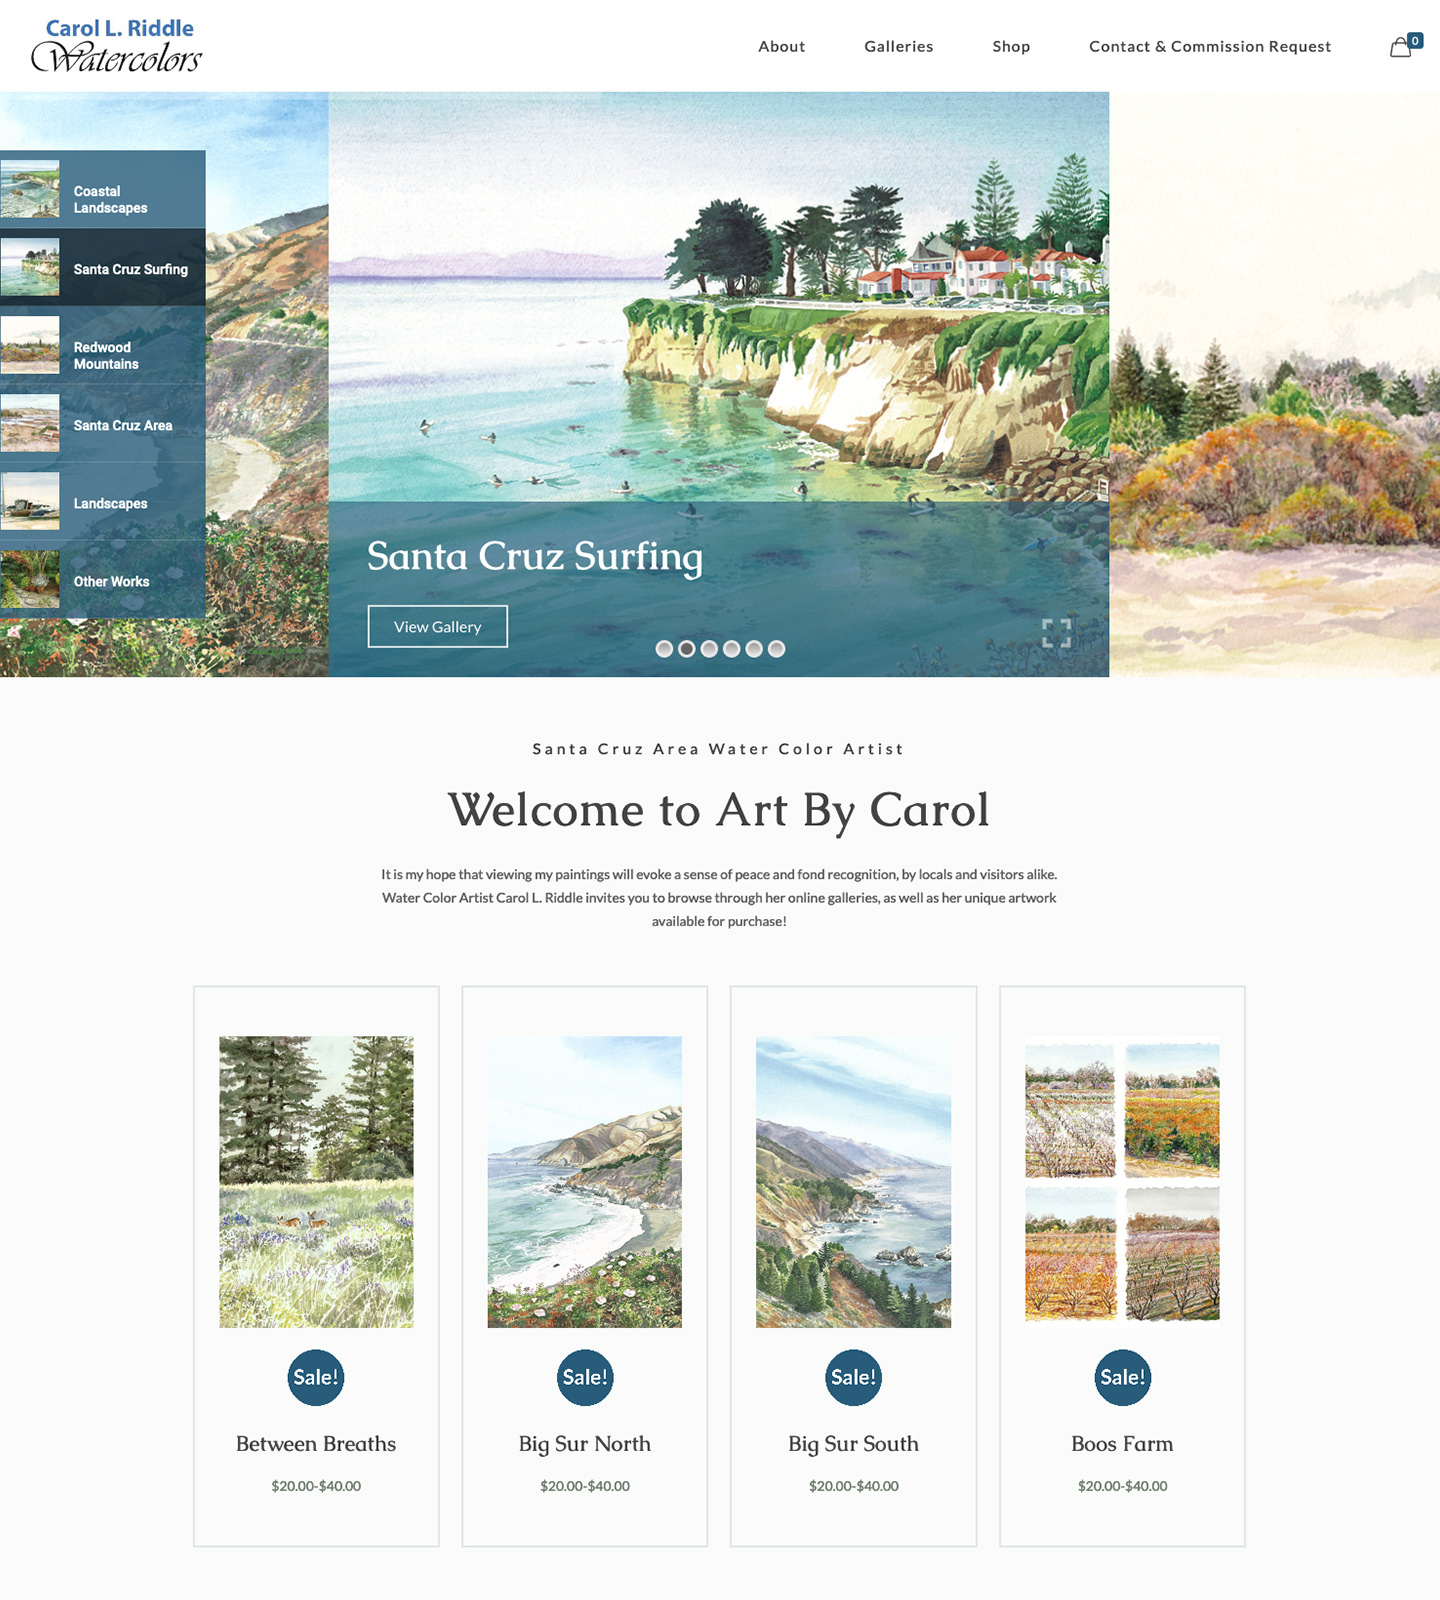 Carol L. Riddle
Watercolors
About
Galleries
Shop
Contact & Commission Request
0
Coastal
Landscapes
Santa Cruz Surfing
Redwood
Mountains
Santa Cruz Area
Landscapes
Other Works
Santa Cruz Surfing
View Gallery
Santa Cruz Area Water Color Artist
Welcome to Art By Carol
It is my hope that viewing my paintings will evoke a sense of peace and fond recognition, by locals and visitors alike.
Water Color Artist Carol L. Riddle invites you to browse through her online galleries, as well as her unique artwork
available for purchase!
Sale!
Between Breaths
$20.00-$40.00
Sale!
Big Sur North
$20.00-$40.00
Sale!
Big Sur South
$20.00-$40.00
Sale!
Boos Farm
$20.00-$40.00